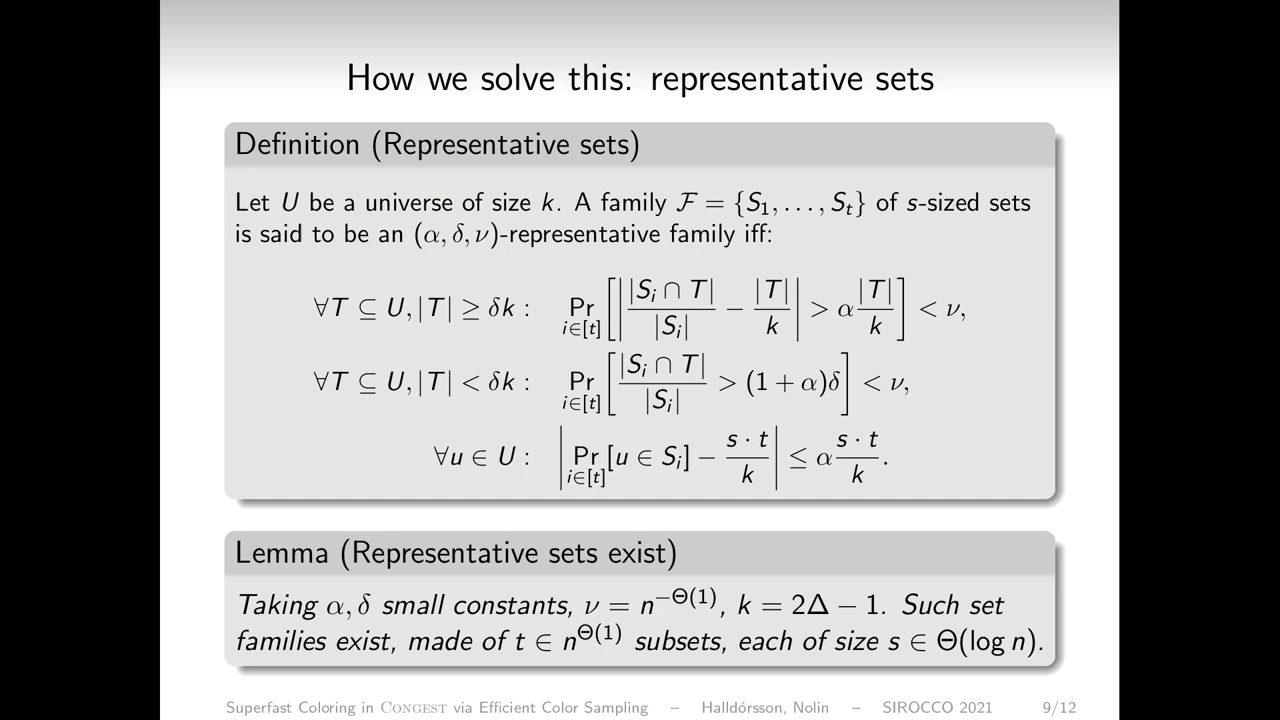 How we solve this: representative sets
Definition (Representative sets)
Let U be a universe of size k. A family ℱ = {S₁, . . . , Sₜ} of s-sized sets
is said to be an (α, δ, ν)-representative family iff:
∀T ⊆ U, |T| ≥ δk : Pr_{i∈[t]} [ | |Sᵢ ∩ T| / |Sᵢ| − |T| / k | > α |T| / k ] < ν,
∀T ⊆ U, |T| < δk : Pr_{i∈[t]} [ |Sᵢ ∩ T| / |Sᵢ| > (1 + α)δ ] < ν,
∀u ∈ U : | Pr_{i∈[t]} [u ∈ Sᵢ] − s · t / k | ≤ α s · t / k .
Lemma (Representative sets exist)
Taking α, δ small constants, ν = n^{−Θ(1)}, k = 2Δ − 1. Such set
families exist, made of t ∈ n^{Θ(1)} subsets, each of size s ∈ Θ(log n).
Superfast Coloring in CONGEST via Efficient Color Sampling – Halldórsson, Nolin – SIROCCO 2021 9/12